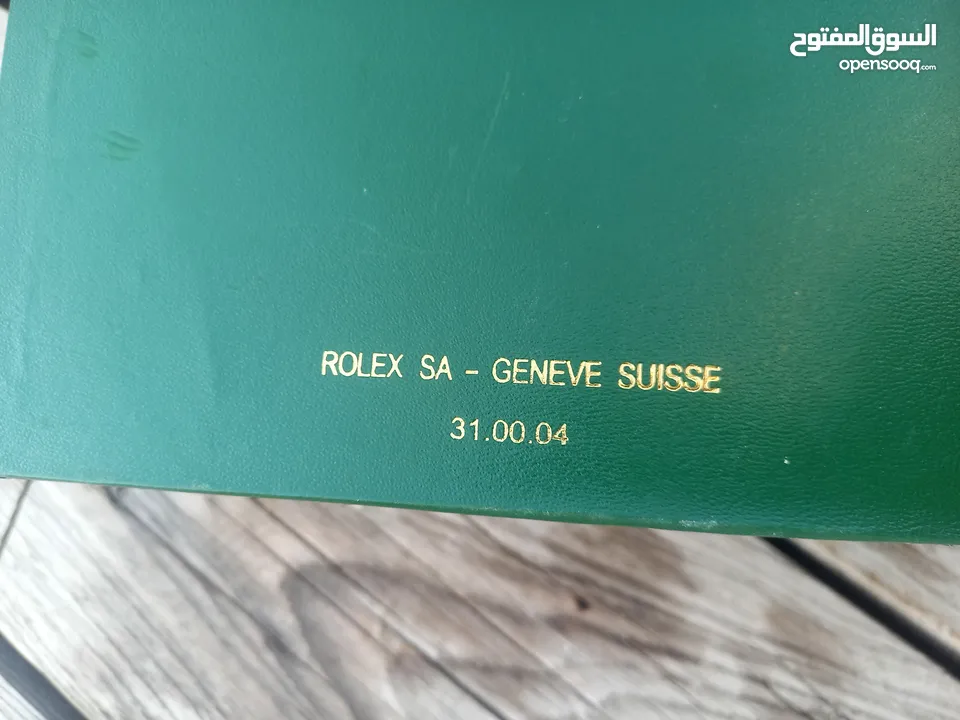 السوق المفتوح
opensooq.com
ROLEX SA - GENEVE SUISSE
31.00.04